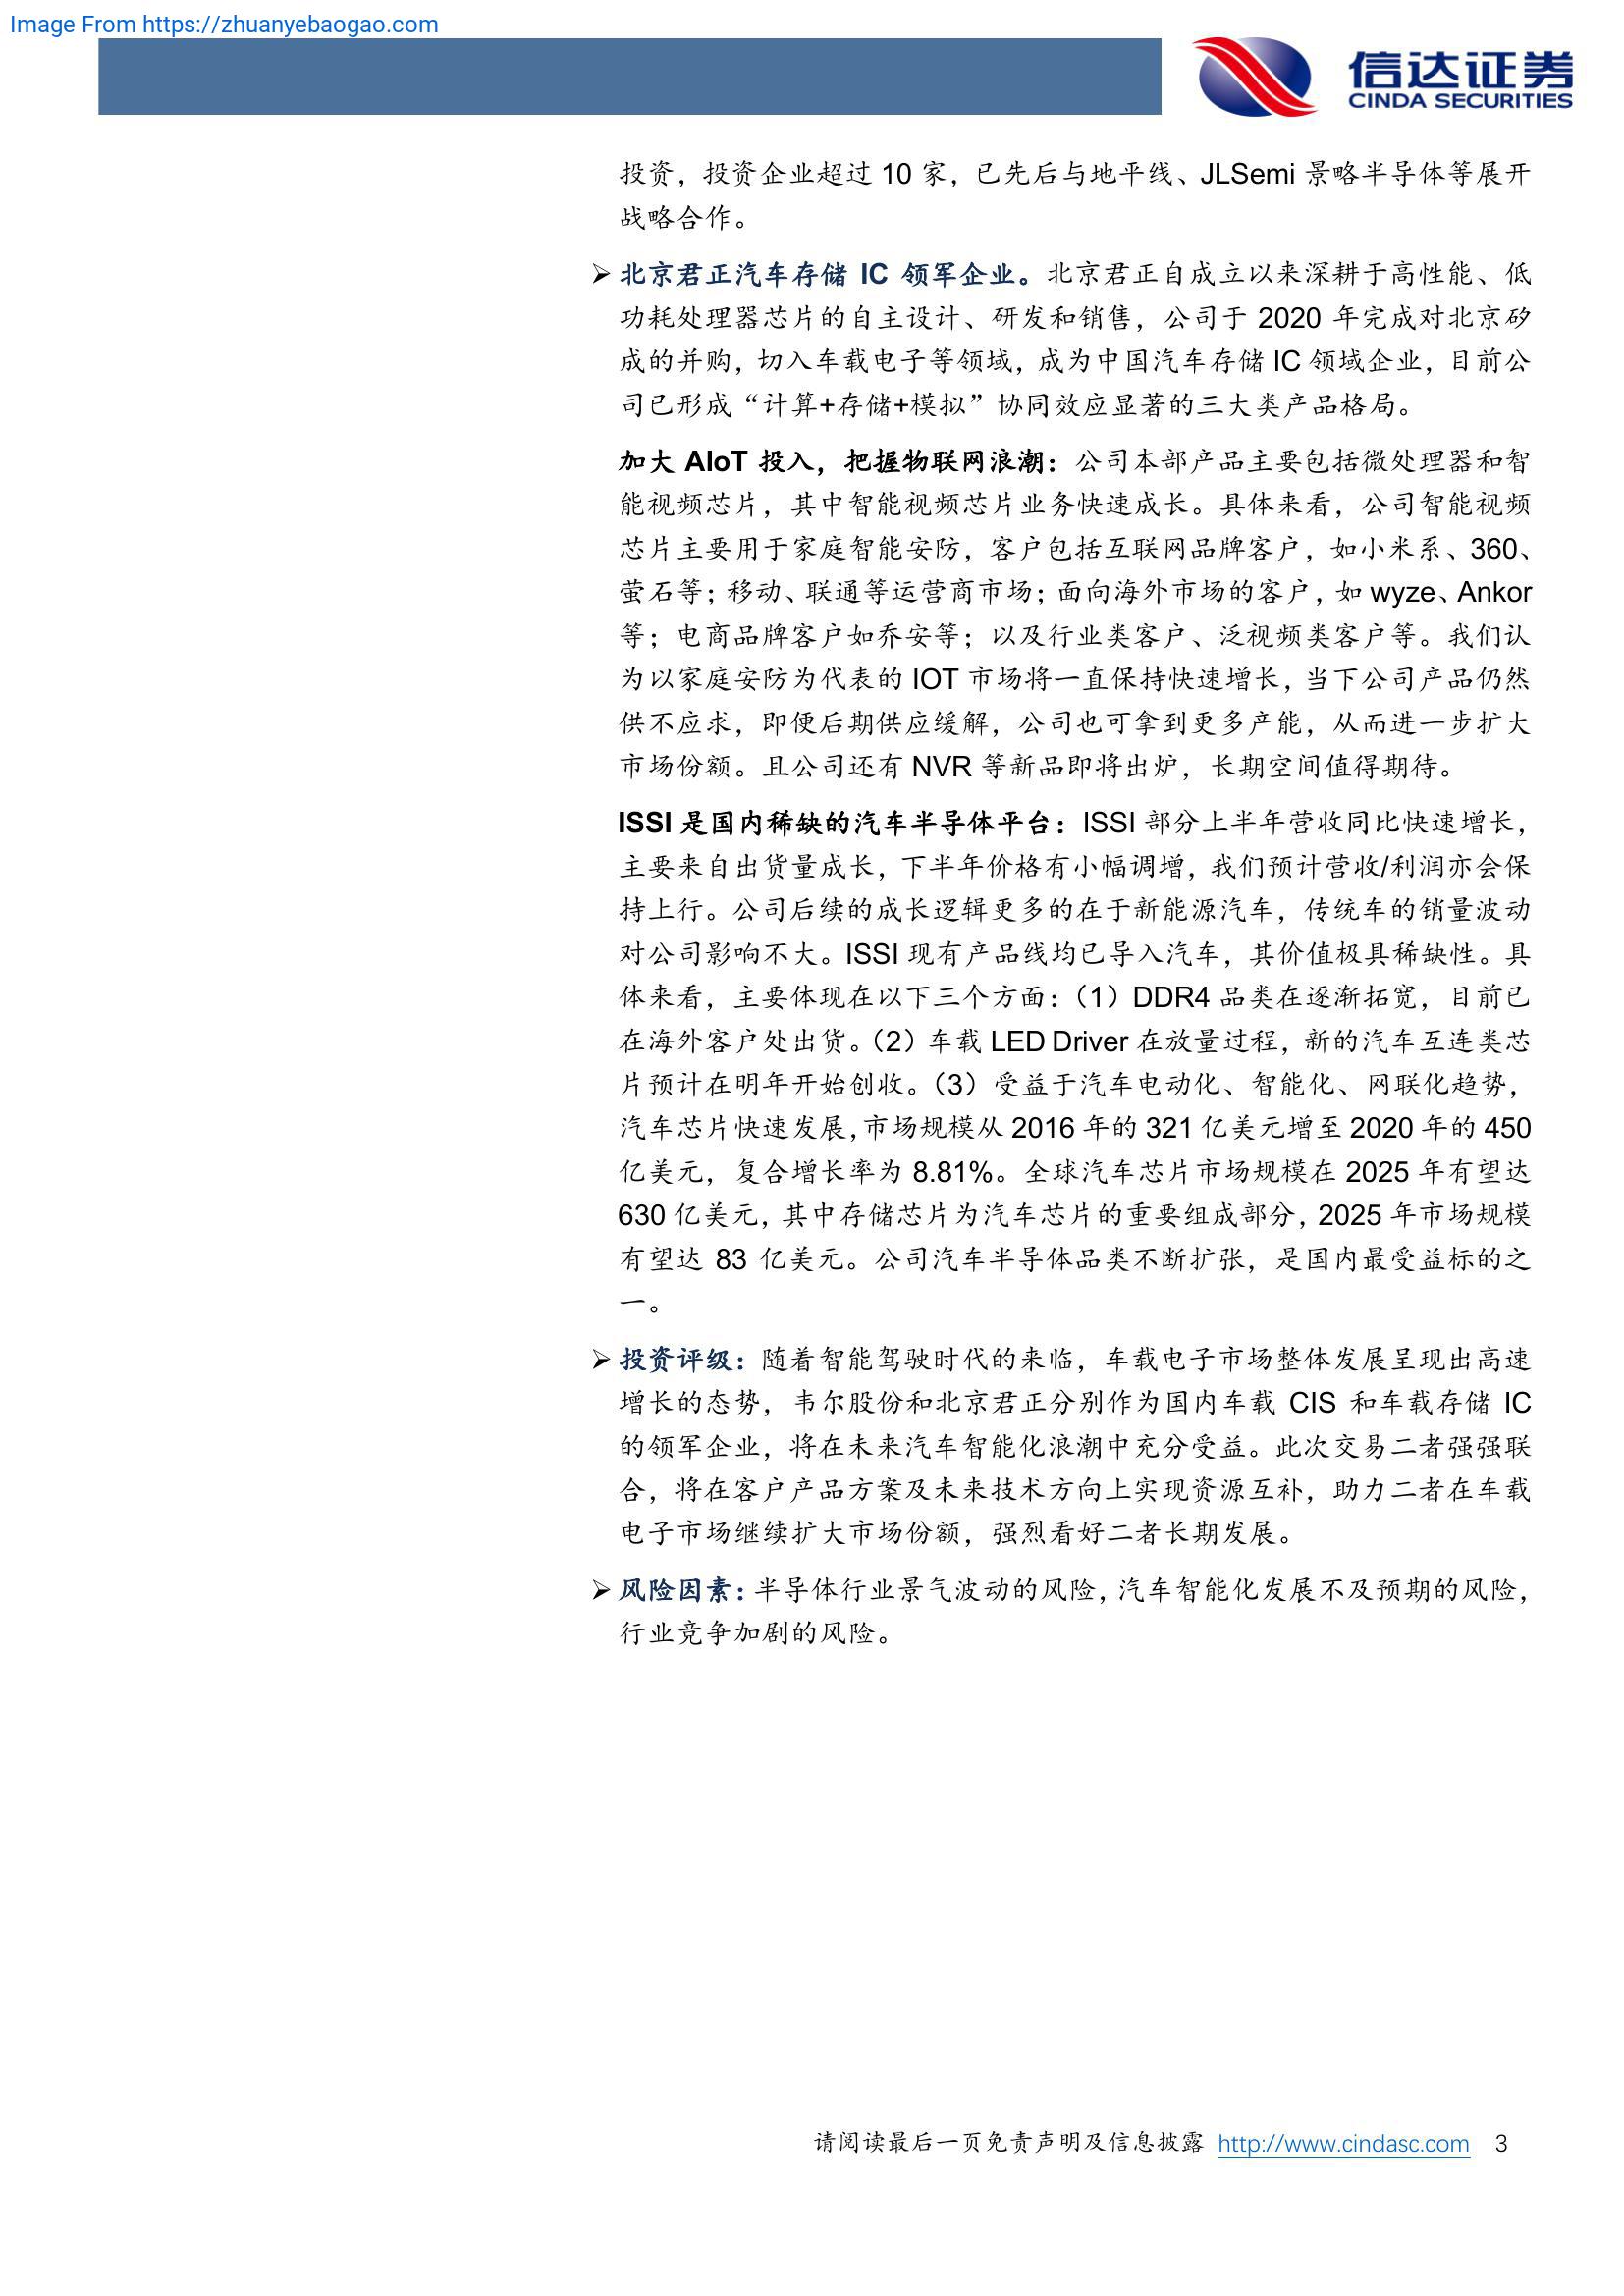 Image From https://zhuanyebaogao.com
信达证券
CINDA SECURITIES
投资，投资企业超过 10 家，已先后与地平线、JLSemi 景略半导体等展开
战略合作。
➢ 北京君正汽车存储 IC 领军企业。北京君正自成立以来深耕于高性能、低
功耗处理器芯片的自主设计、研发和销售，公司于 2020 年完成对北京矽
成的并购，切入车载电子等领域，成为中国汽车存储 IC 领域企业，目前公
司已形成“计算+存储+模拟”协同效应显著的三大类产品格局。
加大 AIoT 投入，把握物联网浪潮：公司本部产品主要包括微处理器和智
能视频芯片，其中智能视频芯片业务快速成长。具体来看，公司智能视频
芯片主要用于家庭智能安防，客户包括互联网品牌客户，如小米系、360、
萤石等；移动、联通等运营商市场；面向海外市场的客户，如 wyze、Ankor
等；电商品牌客户如乔安等；以及行业类客户、泛视频类客户等。我们认
为以家庭安防为代表的 IOT 市场将一直保持快速增长，当下公司产品仍然
供不应求，即便后期供应缓解，公司也可拿到更多产能，从而进一步扩大
市场份额。且公司还有 NVR 等新品即将出炉，长期空间值得期待。
ISSI 是国内稀缺的汽车半导体平台：ISSI 部分上半年营收同比快速增长，
主要来自出货量成长，下半年价格有小幅调增，我们预计营收/利润亦会保
持上行。公司后续的成长逻辑更多的在于新能源汽车，传统车的销量波动
对公司影响不大。ISSI 现有产品线均已导入汽车，其价值极具稀缺性。具
体来看，主要体现在以下三个方面：（1）DDR4 品类在逐渐拓宽，目前已
在海外客户处出货。（2）车载 LED Driver 在放量过程，新的汽车互连类芯
片预计在明年开始创收。（3）受益于汽车电动化、智能化、网联化趋势，
汽车芯片快速发展，市场规模从 2016 年的 321 亿美元增至 2020 年的 450
亿美元，复合增长率为 8.81%。全球汽车芯片市场规模在 2025 年有望达
630 亿美元，其中存储芯片为汽车芯片的重要组成部分，2025 年市场规模
有望达 83 亿美元。公司汽车半导体品类不断扩张，是国内最受益标的之
一。
➢ 投资评级：随着智能驾驶时代的来临，车载电子市场整体发展呈现出高速
增长的态势，韦尔股份和北京君正分别作为国内车载 CIS 和车载存储 IC
的领军企业，将在未来汽车智能化浪潮中充分受益。此次交易二者强强联
合，将在客户产品方案及未来技术方向上实现资源互补，助力二者在车载
电子市场继续扩大市场份额，强烈看好二者长期发展。
➢ 风险因素：半导体行业景气波动的风险，汽车智能化发展不及预期的风险，
行业竞争加剧的风险。
请阅读最后一页免责声明及信息披露 http://www.cindasc.com 3